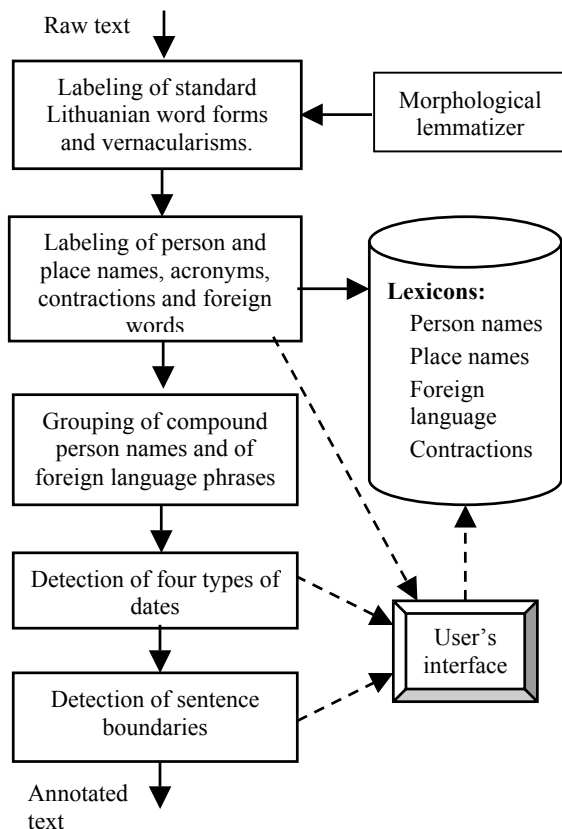 Raw text
Labeling of standard
Lithuanian word forms
and vernacularisms.
Morphological
lemmatizer
Labeling of person and
place names, acronyms,
contractions and foreign
words
Lexicons:
Person names
Place names
Foreign
language
Contractions
Grouping of compound
person names and of
foreign language phrases
Detection of four types of
dates
User’s
interface
Detection of sentence
boundaries
Annotated
text